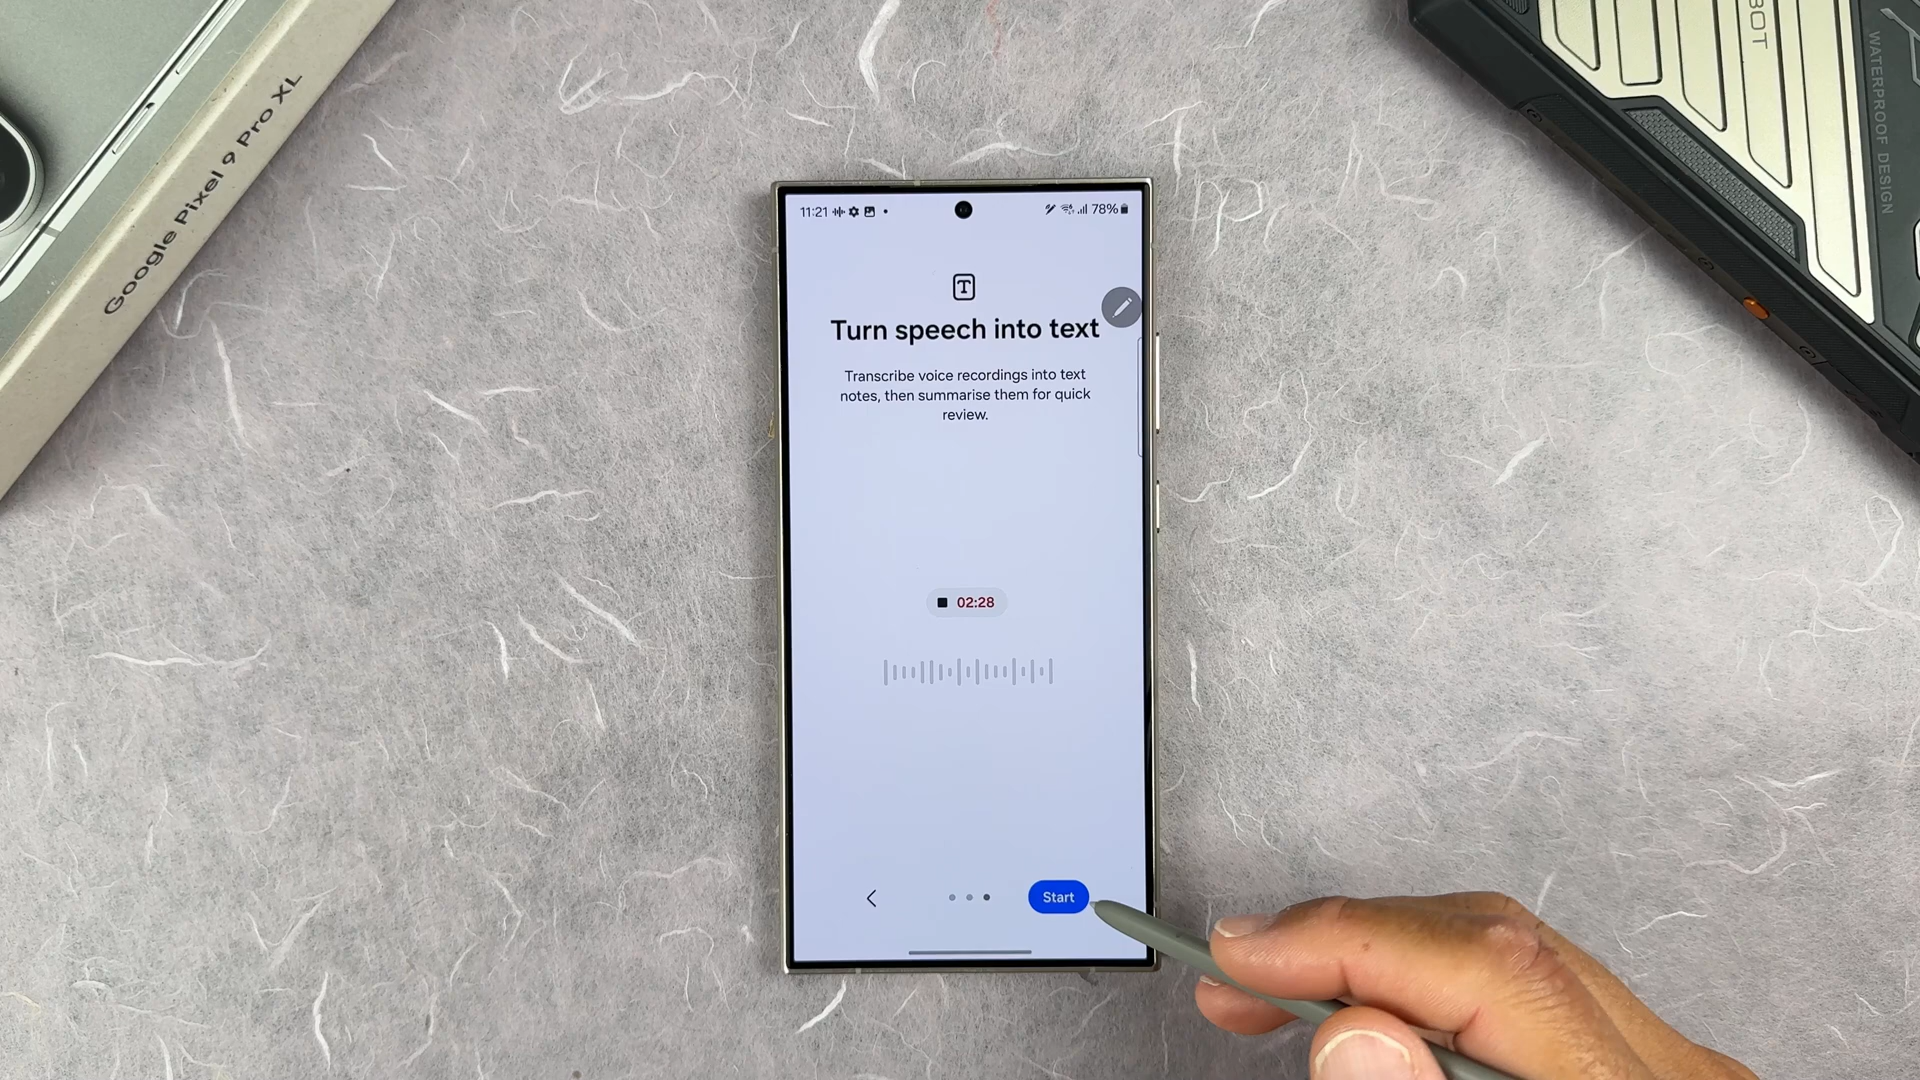 Google Pixel 9 Pro XL
BOT
WATERPROOF DESIGN
11:21
78%
T
Turn speech into text
Transcribe voice recordings into text
notes, then summarise them for quick
review.
02:28
Start